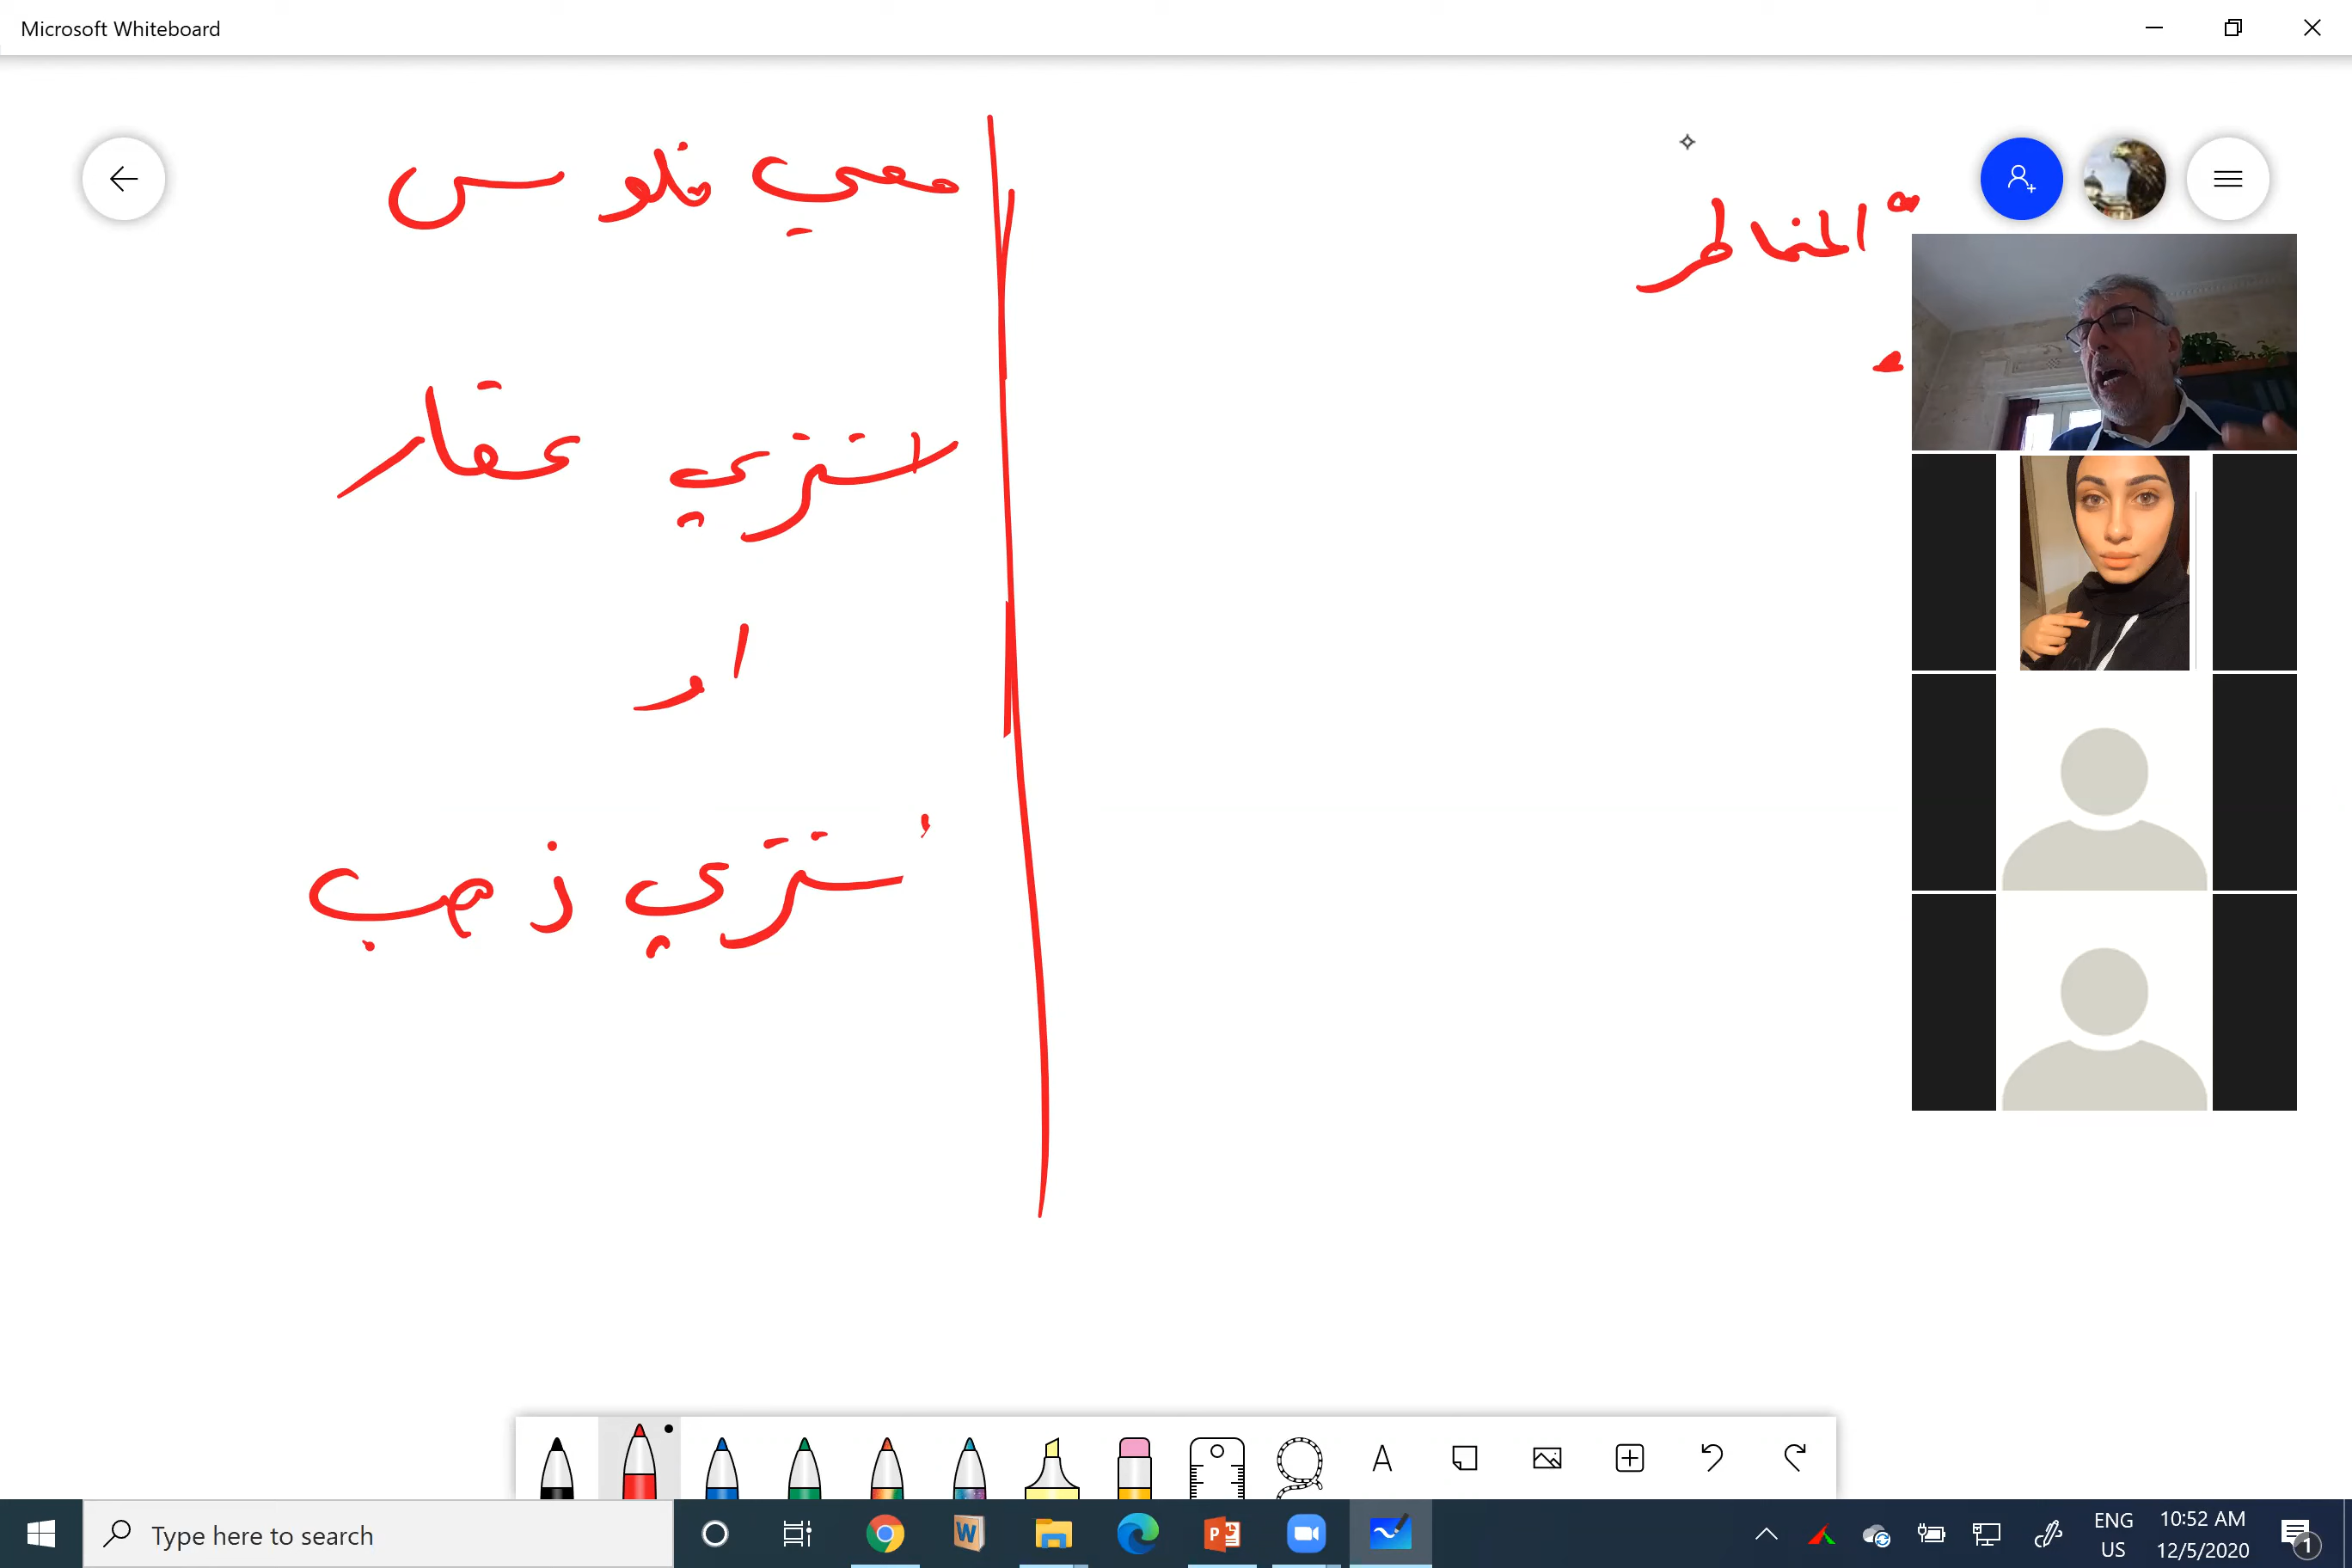 Microsoft Whiteboard
المخاطر
معي فلوس
اشتري عقار
او
اشتري ذهب
A
Type here to search
ENG
US
10:52 AM
12/5/2020
1